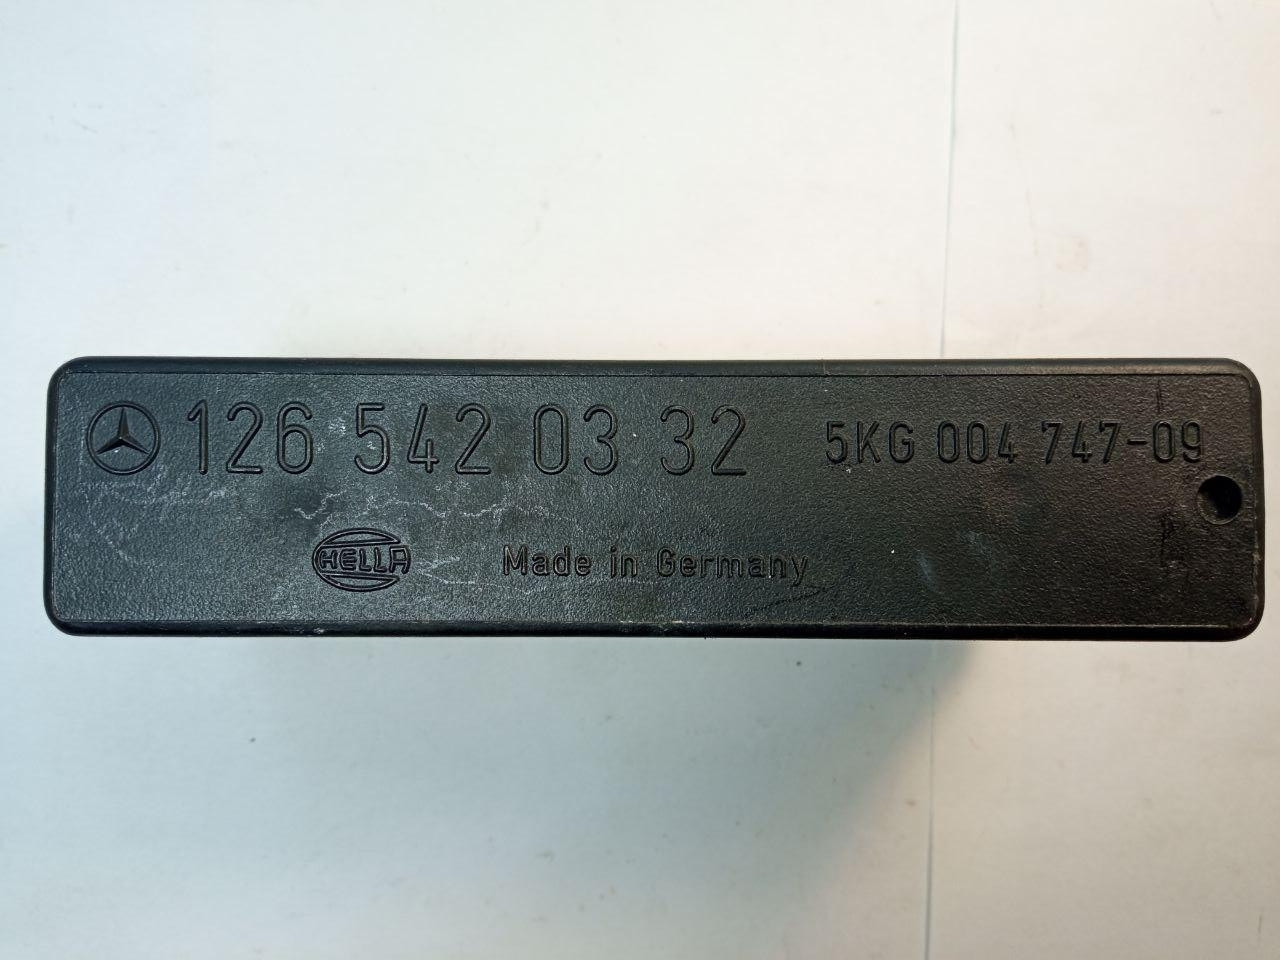 126 542 03 32 5KG 004 747-09
HELLA Made in Germany